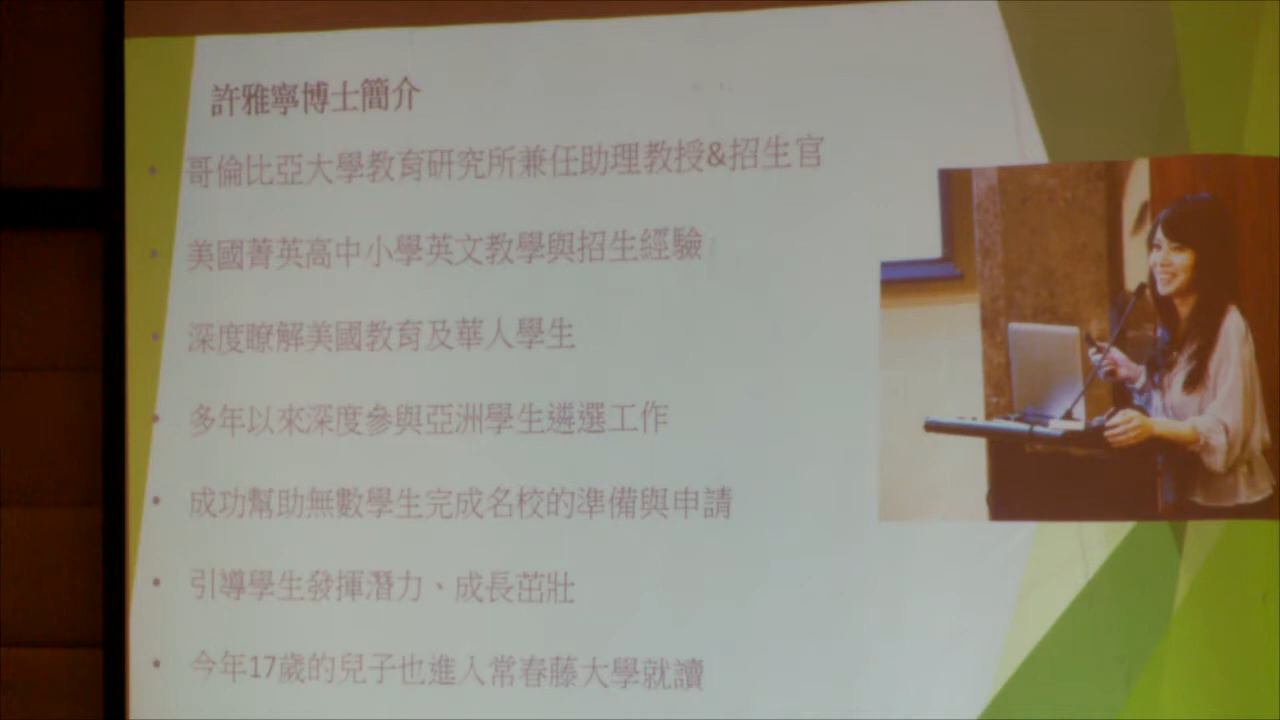 許雅寧博士簡介
• 哥倫比亞大學教育研究所兼任助理教授&招生官
• 美國菁英高中小學英文教學與招生經驗
• 深度瞭解美國教育及華人學生
• 多年以來深度參與亞洲學生遴選工作
• 成功幫助無數學生完成名校的準備與申請
• 引導學生發揮潛力、成長茁壯
• 今年17歲的兒子也進入常春藤大學就讀